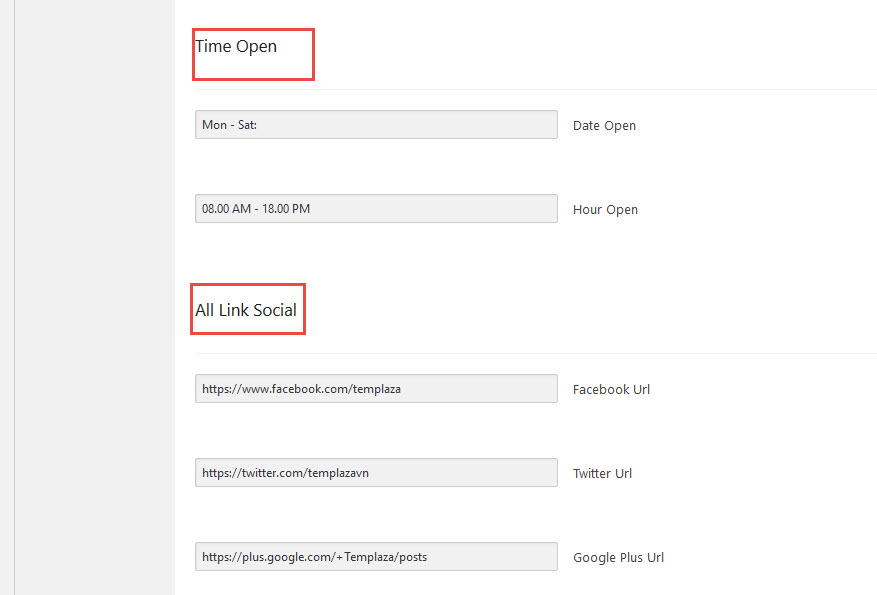 Time Open
Mon - Sat: Date Open
08.00 AM - 18.00 PM Hour Open
All Link Social
https://www.facebook.com/templaza Facebook Url
https://twitter.com/templazavn Twitter Url
https://plus.google.com/+Templaza/posts Google Plus Url